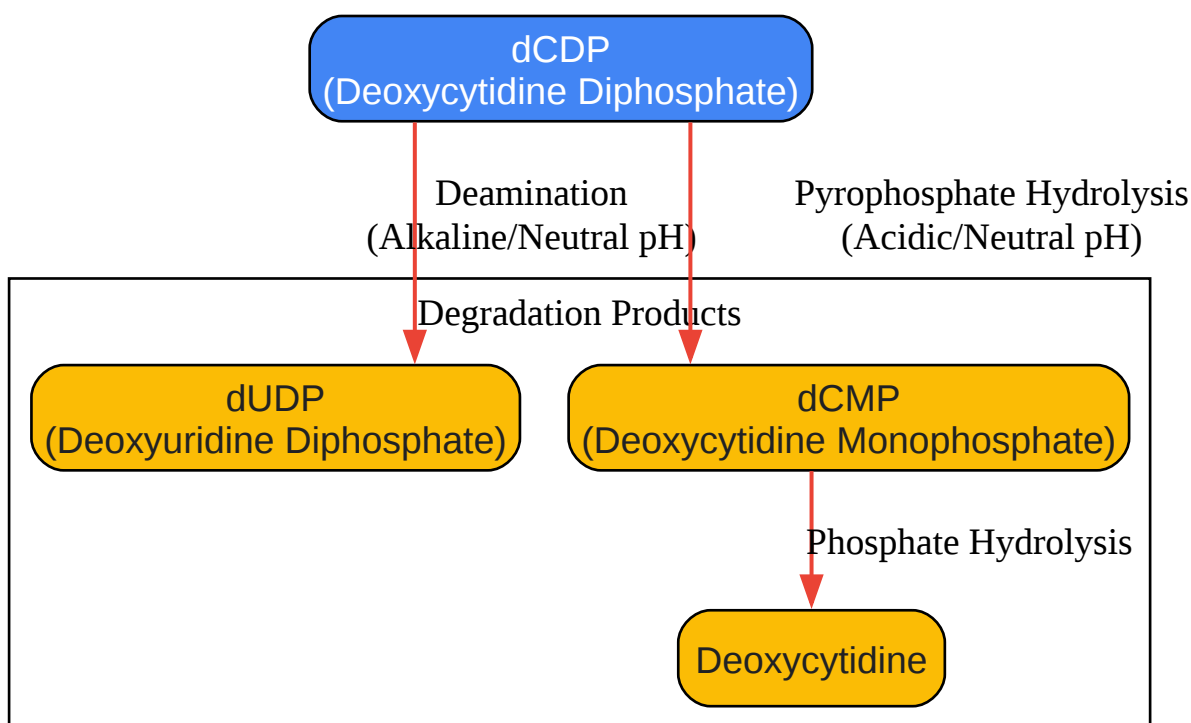 dCDP
(Deoxycytidine Diphosphate)
Deamination
(Alkaline/Neutral pH)
Pyrophosphate Hydrolysis
(Acidic/Neutral pH)
Degradation Products
dUDP
(Deoxyuridine Diphosphate)
dCMP
(Deoxycytidine Monophosphate)
Phosphate Hydrolysis
Deoxycytidine